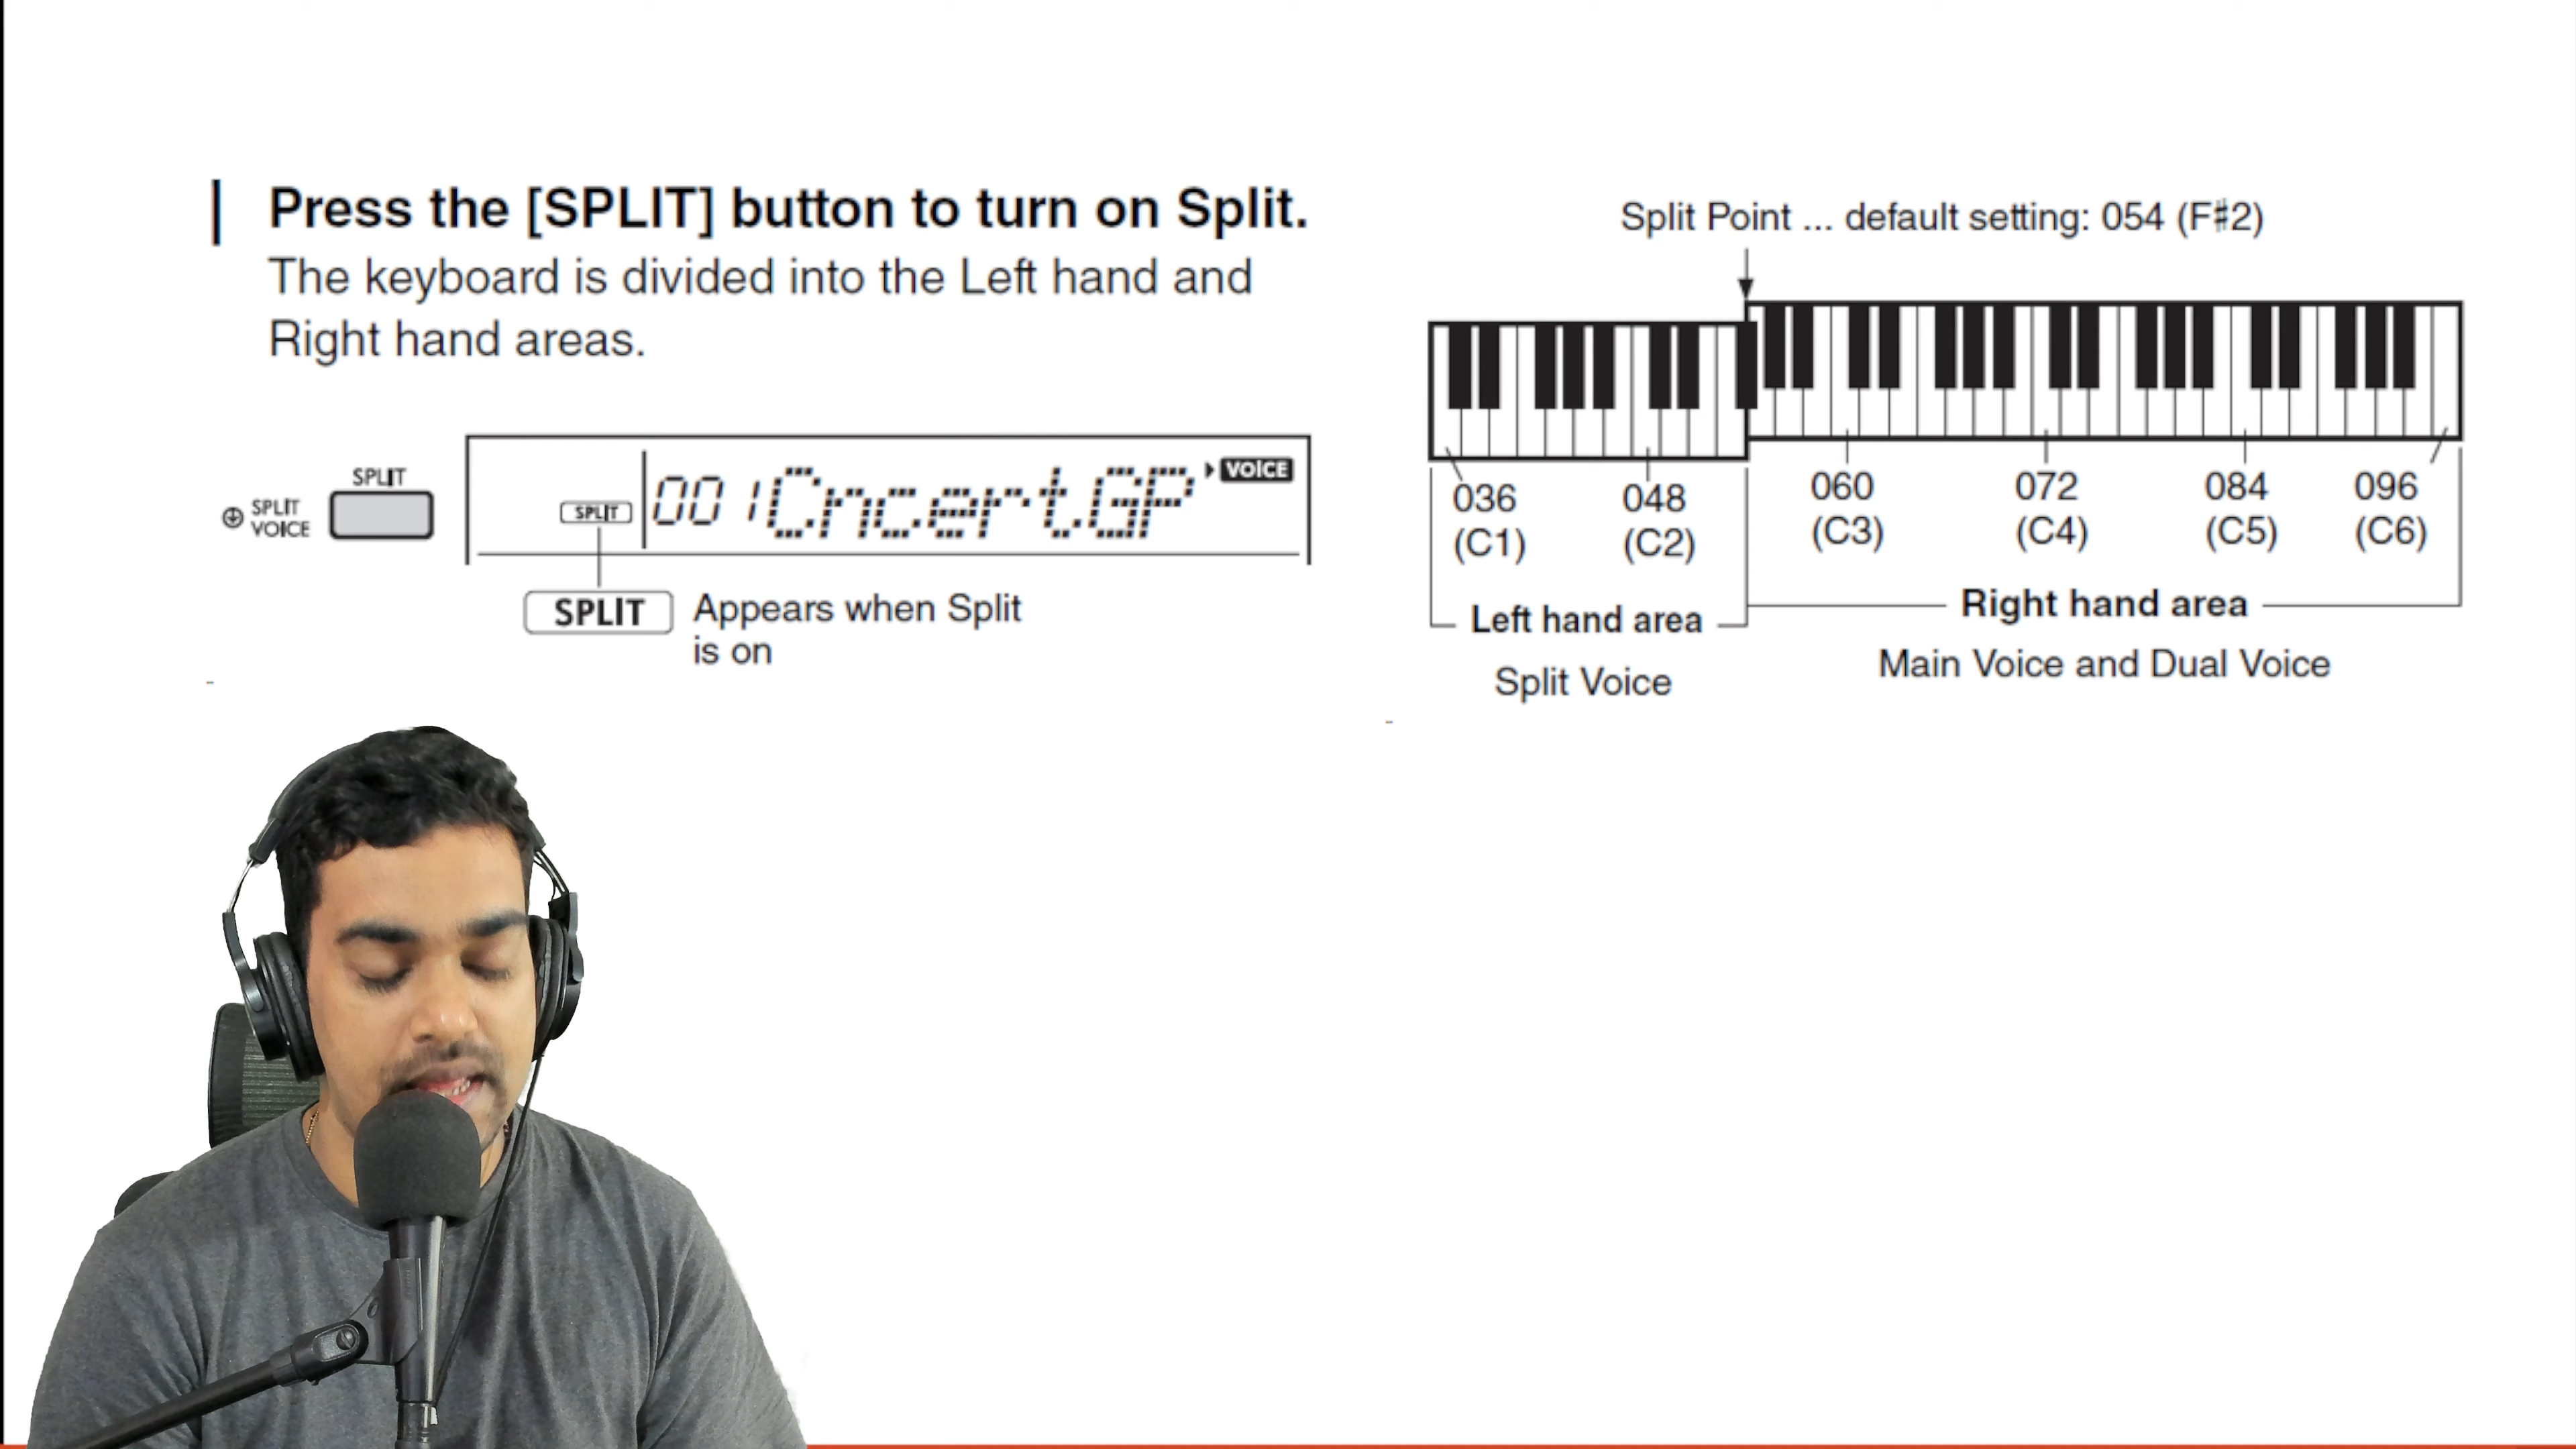 Press the [SPLIT] button to turn on Split.
The keyboard is divided into the Left hand and
Right hand areas.
SPLIT
SPLIT
VOICE
SPLIT
001Cncert.GP
VOICE
SPLIT
Appears when Split
is on
Split Point ... default setting: 054 (F♯2)
036
(C1)
048
(C2)
060
(C3)
072
(C4)
084
(C5)
096
(C6)
Left hand area
Split Voice
Right hand area
Main Voice and Dual Voice